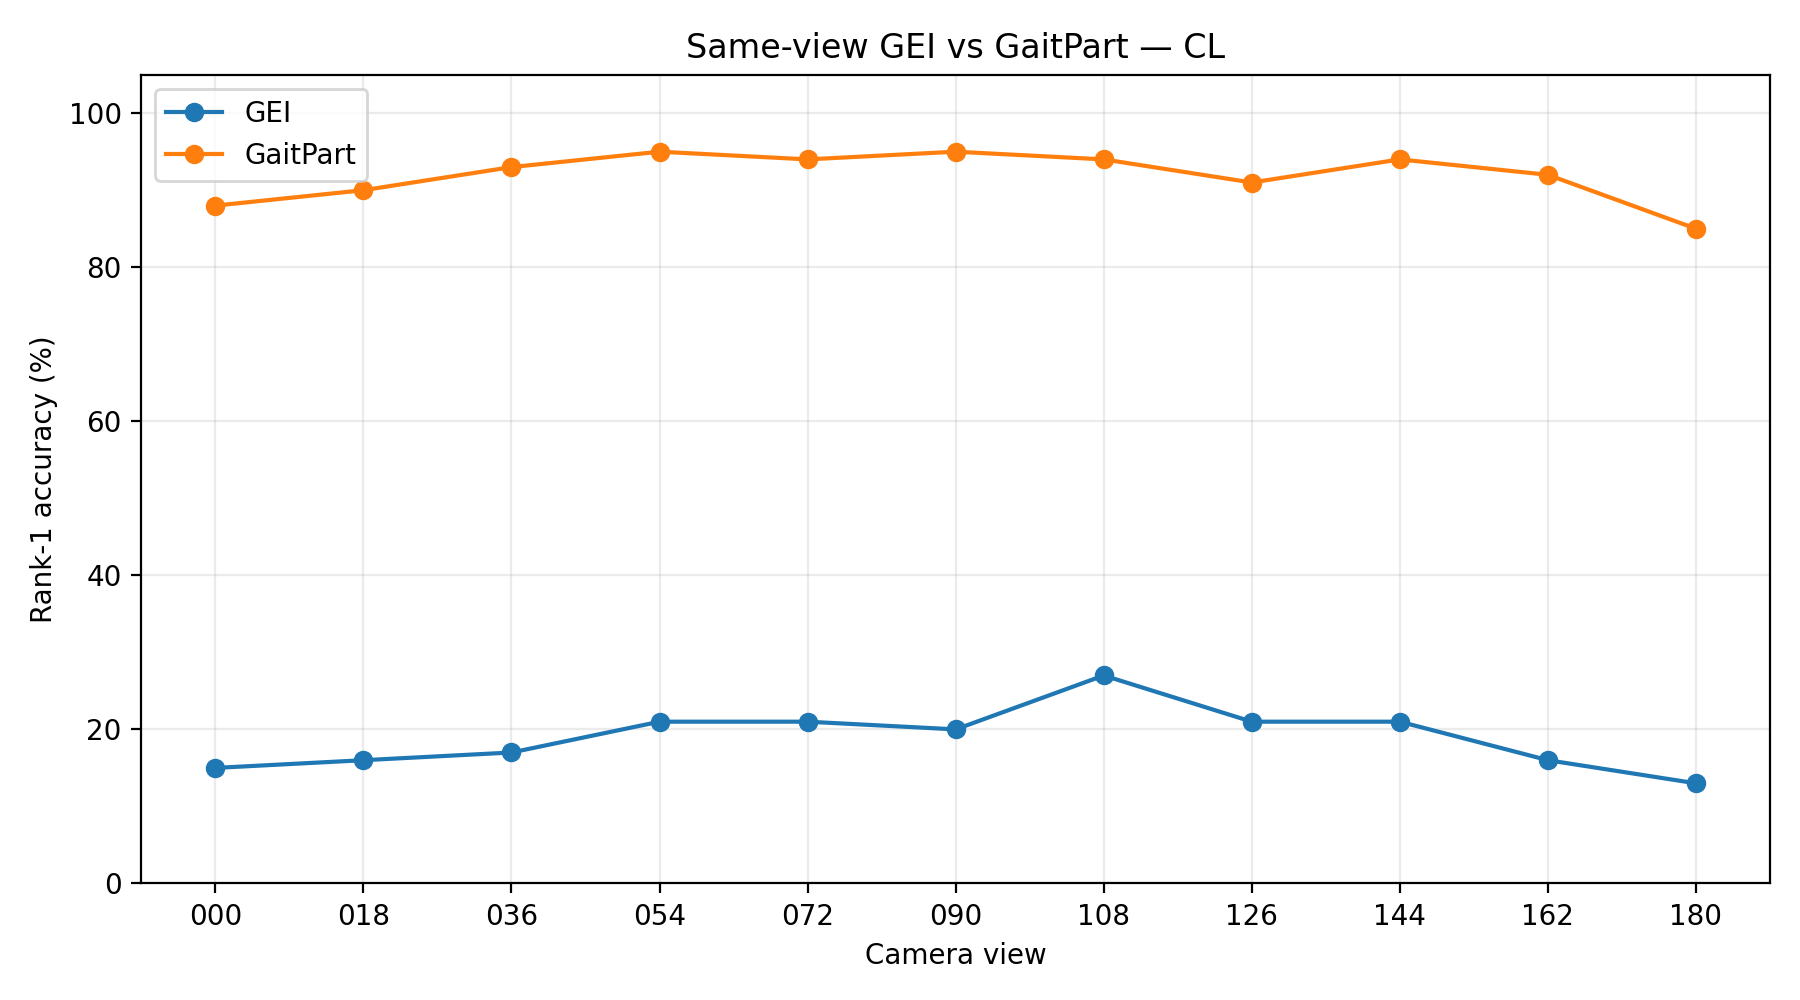 Same-view GEI vs GaitPart — CL
GEI
GaitPart
100
80
60
40
20
0
Rank-1 accuracy (%)
000 018 036 054 072 090 108 126 144 162 180
Camera view